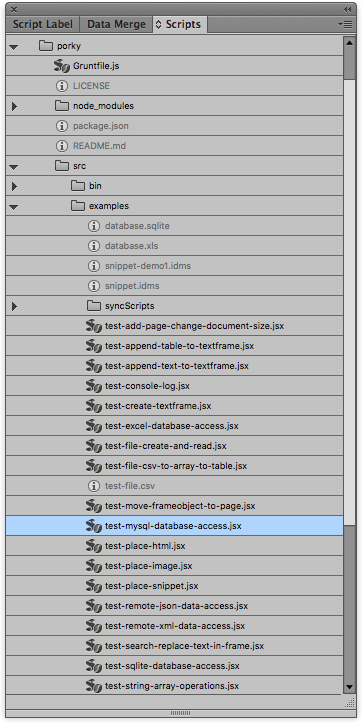 Script Label Data Merge Scripts
porky
Gruntfile.js
LICENSE
node_modules
package.json
README.md
src
bin
examples
database.sqlite
database.xls
snippet-demo1.idms
snippet.idms
syncScripts
test-add-page-change-document-size.jsx
test-append-table-to-textframe.jsx
test-append-text-to-textframe.jsx
test-console-log.jsx
test-create-textframe.jsx
test-excel-database-access.jsx
test-file-create-and-read.jsx
test-file-csv-to-array-to-table.jsx
test-file.csv
test-move-frameobject-to-page.jsx
test-mysql-database-access.jsx
test-place-html.jsx
test-place-image.jsx
test-place-snippet.jsx
test-remote-json-data-access.jsx
test-remote-xml-data-access.jsx
test-search-replace-text-in-frame.jsx
test-sqlite-database-access.jsx
test-string-array-operations.jsx